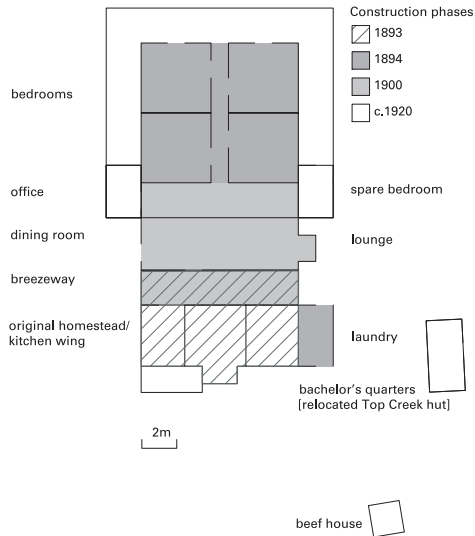 Construction phases
1893
1894
1900
c.1920
bedrooms
office
spare bedroom
dining room
lounge
breezeway
original homestead/
kitchen wing
laundry
bachelor's quarters
[relocated Top Creek hut]
2m
beef house